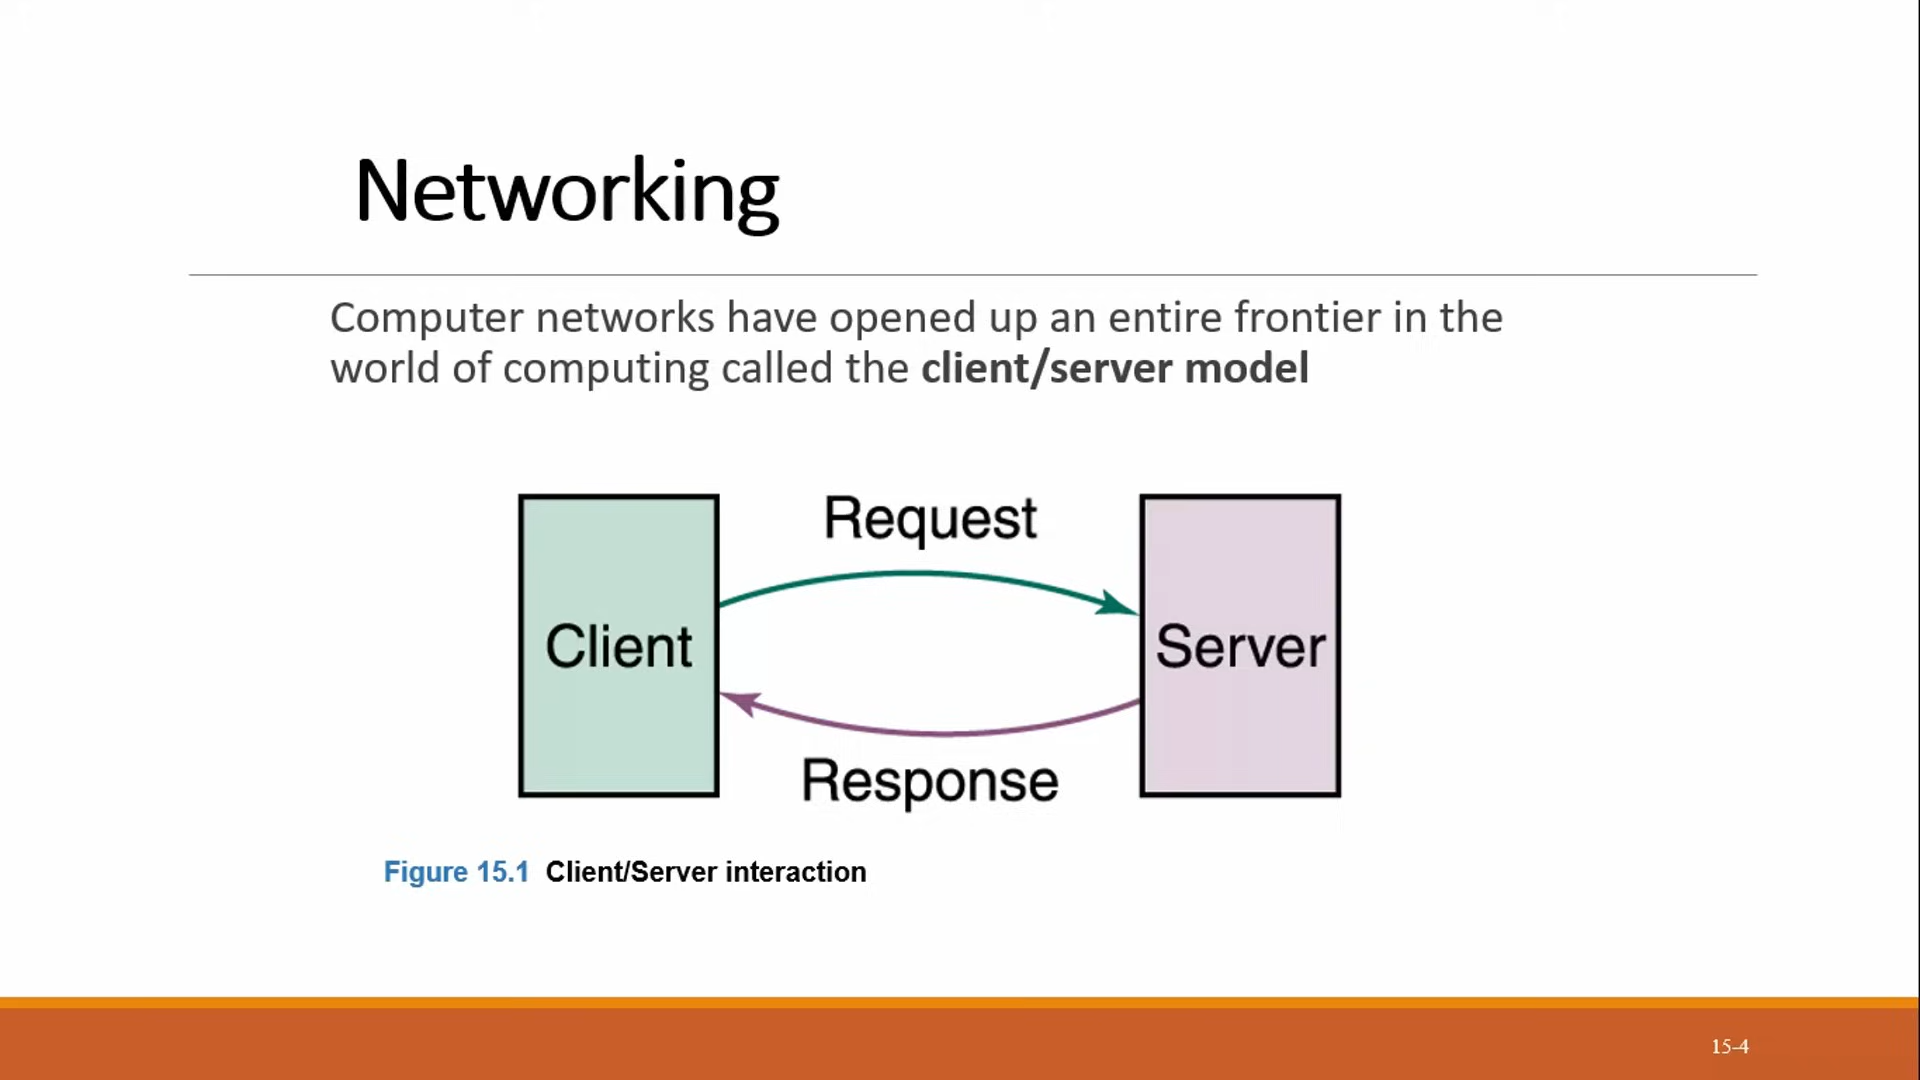 Networking
Computer networks have opened up an entire frontier in the
world of computing called the client/server model
Request
Client
Server
Response
Figure 15.1 Client/Server interaction
15-4